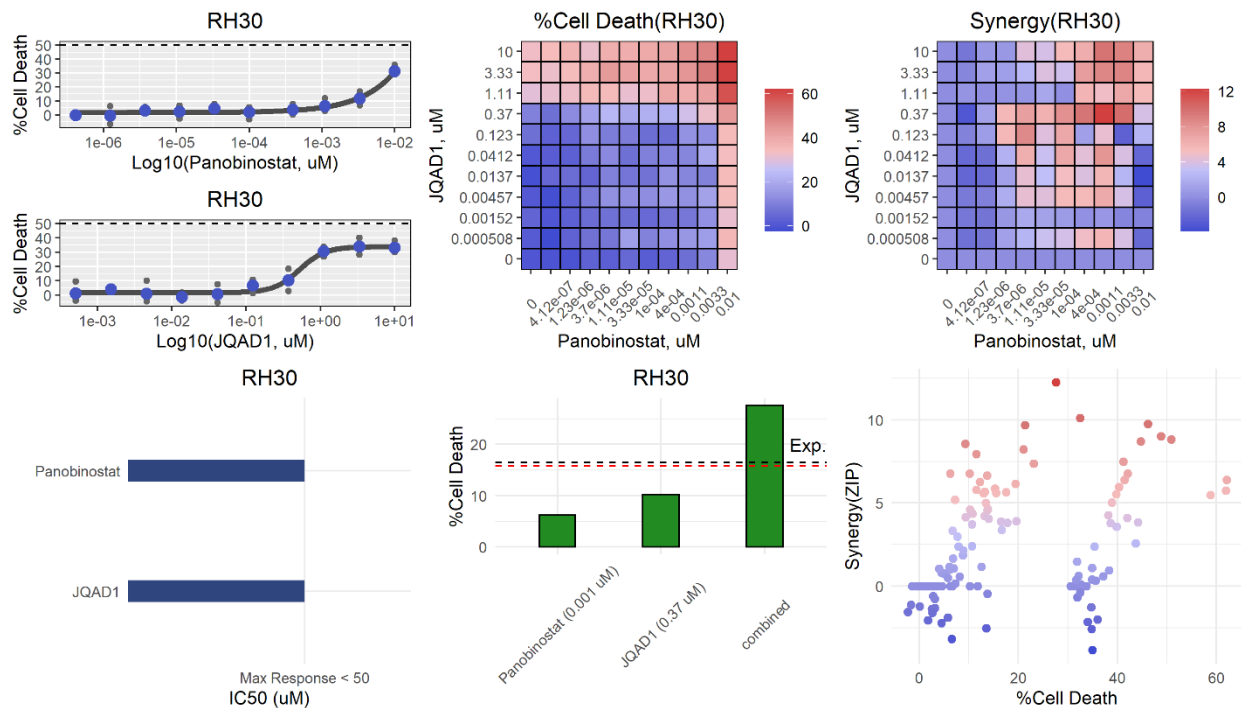 RH30
%Cell Death
50
40
30
20
10
0
1e-06
1e-05
1e-04
1e-03
1e-02
Log10(Panobinostat, uM)
RH30
%Cell Death
50
40
30
20
10
0
1e-03
1e-02
1e-01
1e+00
1e+01
Log10(JQAD1, uM)
%Cell Death(RH30)
JQAD1, uM
10
3.33
1.11
0.37
0.123
0.0412
0.0137
0.00457
0.00152
0.000508
0
0
4.12e-07
1.23e-06
3.7e-06
1.11e-05
3.33e-05
1e-04
4e-04
0.0011
0.0033
0.01
Panobinostat, uM
60
40
20
0
Synergy(RH30)
JQAD1, uM
10
3.33
1.11
0.37
0.123
0.0412
0.0137
0.00457
0.00152
0.000508
0
0
4.12e-07
1.23e-06
3.7e-06
1.11e-05
3.33e-05
1e-04
4e-04
0.0011
0.0033
0.01
Panobinostat, uM
12
8
4
0
RH30
Panobinostat
JQAD1
Max Response < 50
IC50 (uM)
RH30
%Cell Death
20
10
0
Exp.
Panobinostat (0.001 uM)
JQAD1 (0.37 uM)
combined
Synergy(ZIP)
10
5
0
0
20
40
60
%Cell Death